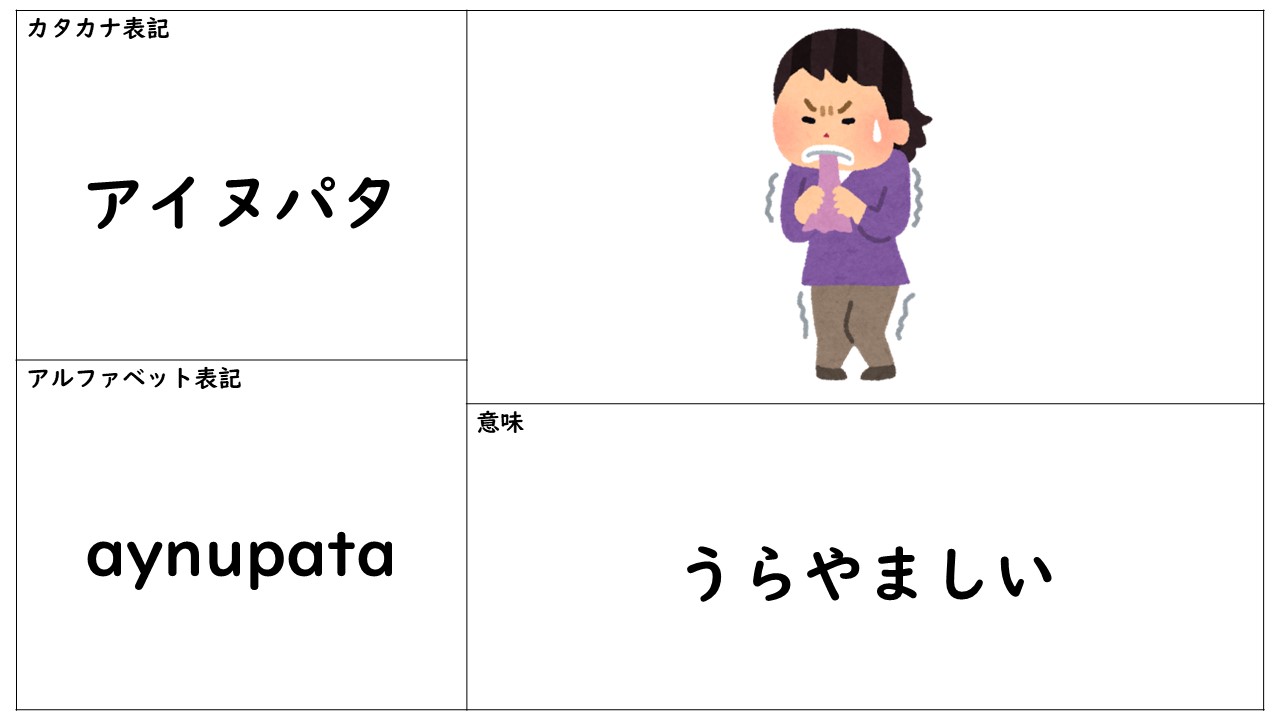 カタカナ表記
アイヌパタ
アルファベット表記
aynupata
意味
うらやましい